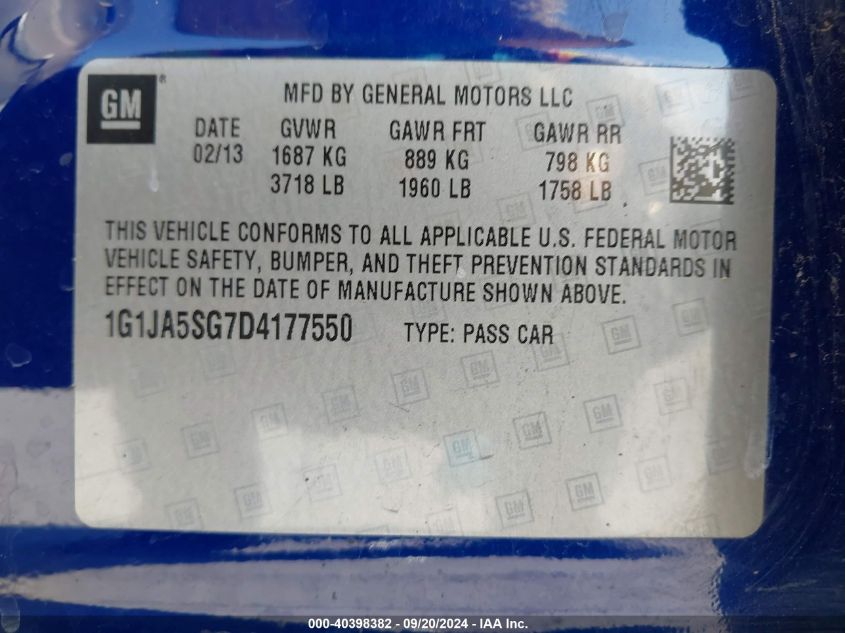 GM®
MFD BY GENERAL MOTORS LLC
DATE GVWR GAWR FRT GAWR RR
02/13 1687 KG 889 KG 798 KG
3718 LB 1960 LB 1758 LB
THIS VEHICLE CONFORMS TO ALL APPLICABLE U.S. FEDERAL MOTOR
VEHICLE SAFETY, BUMPER, AND THEFT PREVENTION STANDARDS IN
EFFECT ON THE DATE OF MANUFACTURE SHOWN ABOVE.
1G1JA5SG7D4177550 TYPE: PASS CAR
000-40398382 - 09/20/2024 - IAA Inc.